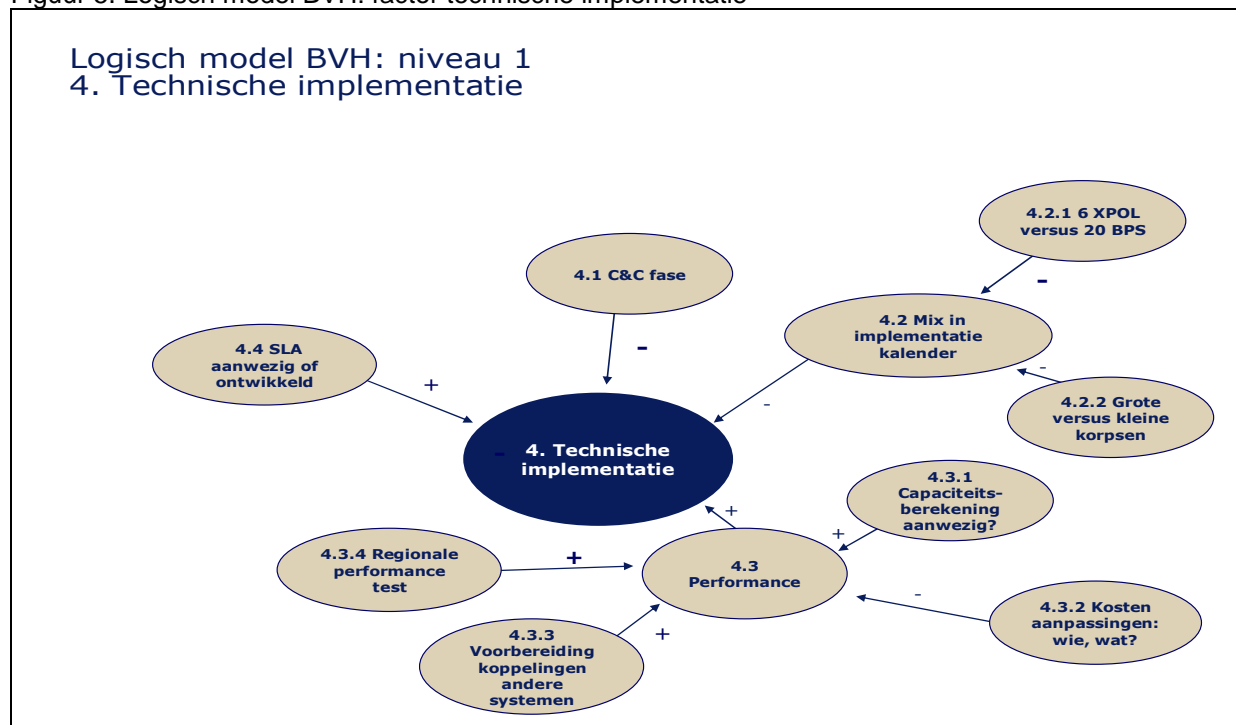 Logisch model BVH: niveau 1
4. Technische implementatie
4.2.1 6 XPOL
versus 20 BPS
-
4.1 C&C fase
-
4.2 Mix in
implementatie
kalender
-
-
4.2.2 Grote
versus kleine
korpsen
4.4 SLA
aanwezig of
ontwikkeld
+
- 4. Technische
implementatie
4.3.1
Capaciteits-
berekening
aanwezig?
+
+
4.3.4 Regionale
performance
test
+
4.3
Performance
-
4.3.2 Kosten
aanpassingen:
wie, wat?
4.3.3
Voorbereiding
koppelingen
andere
systemen
+